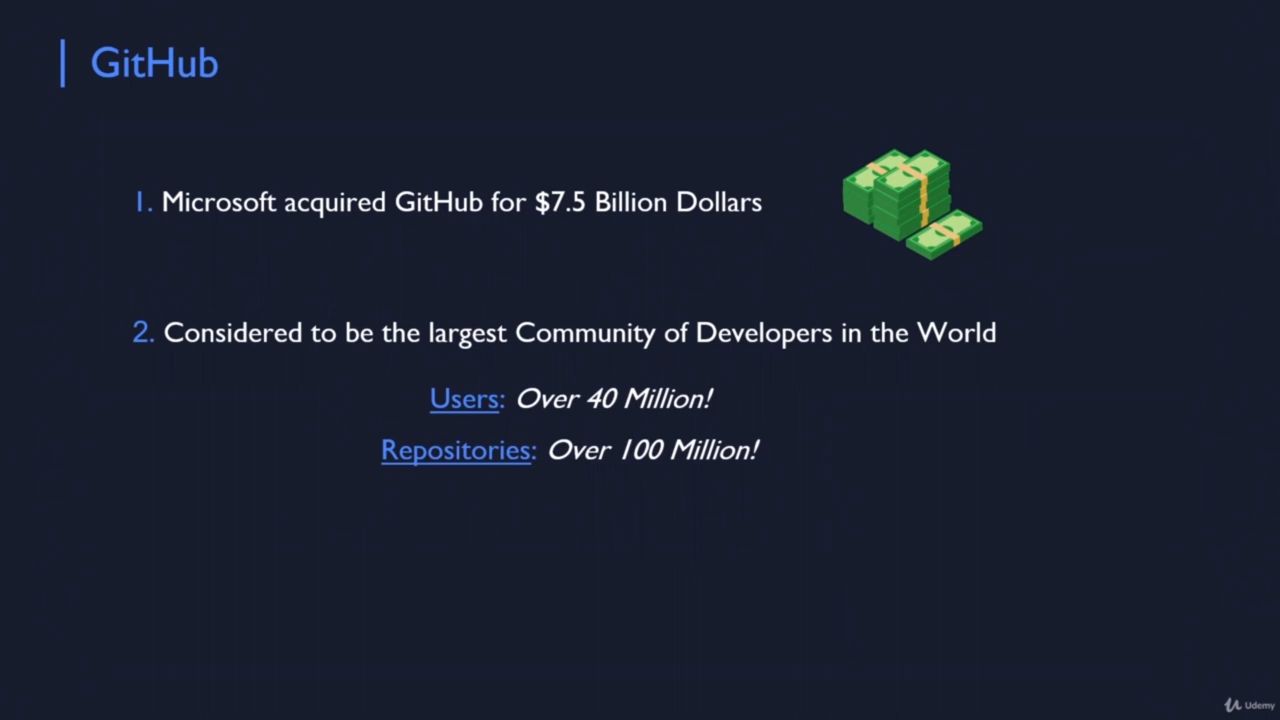 GitHub
1. Microsoft acquired GitHub for $7.5 Billion Dollars
2. Considered to be the largest Community of Developers in the World
Users: Over 40 Million!
Repositories: Over 100 Million!
Udemy